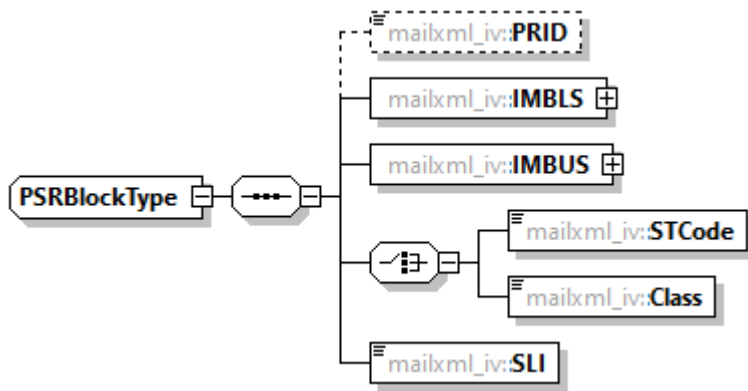 mailxml_iv::PRID
mailxml_iv::IMBLS
mailxml_iv::IMBUS
PSRBlockType
mailxml_iv::STCode
mailxml_iv::Class
mailxml_iv::SLI